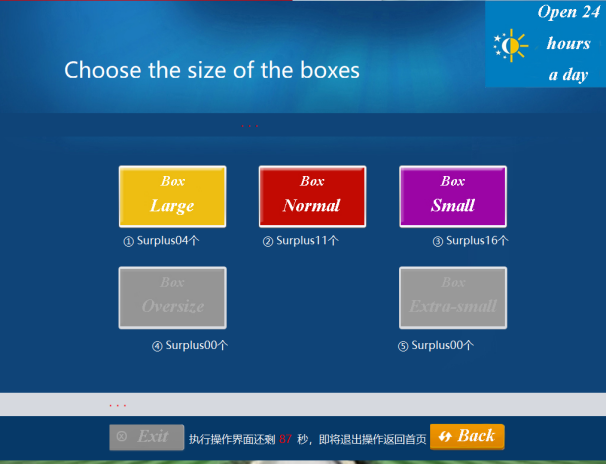 Open 24
hours
a day
Choose the size of the boxes
...
Box
Large
Box
Normal
Box
Small
① Surplus04个
② Surplus11个
③ Surplus16个
Box
Oversize
Box
Extra-small
④ Surplus00个
⑤ Surplus00个
...
Exit
执行操作界面还剩 87 秒，即将退出操作返回首页
Back